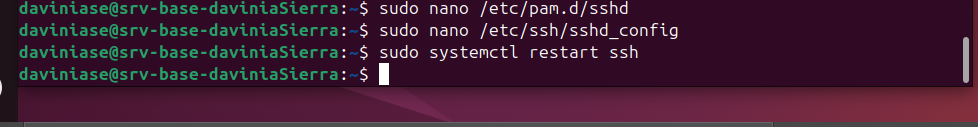 daviniase@srv-base-daviniaSierra:~$ sudo nano /etc/pam.d/sshd
daviniase@srv-base-daviniaSierra:~$ sudo nano /etc/ssh/sshd_config
daviniase@srv-base-daviniaSierra:~$ sudo systemctl restart ssh
daviniase@srv-base-daviniaSierra:~$